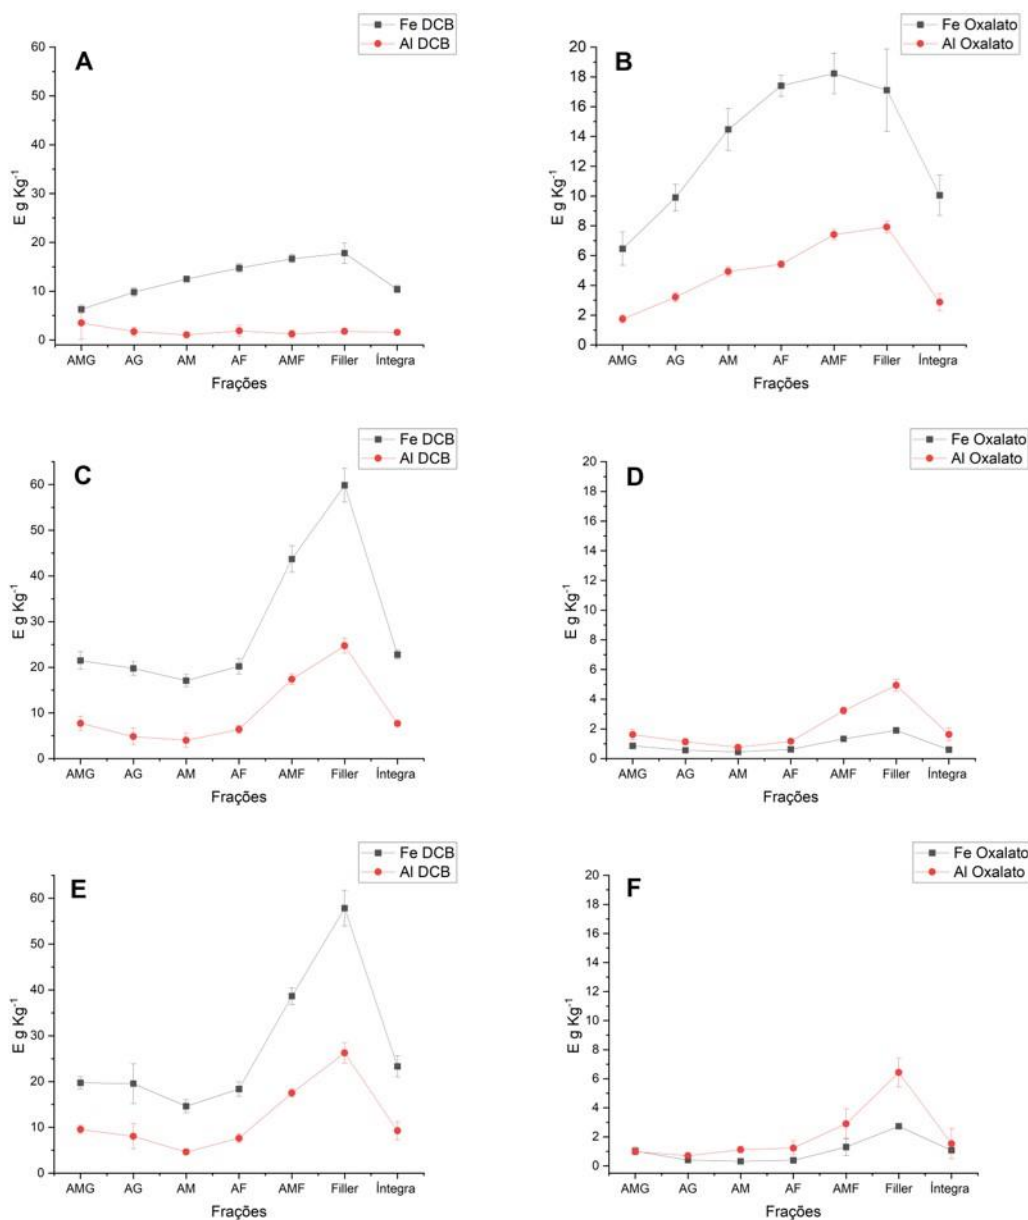 Fe DCB
Al DCB
A
E g Kg-1
60
50
40
30
20
10
0
AMG AG AM AF AMF Filler Íntegra
Frações
Fe Oxalato
Al Oxalato
B
E g Kg-1
20
18
16
14
12
10
8
6
4
2
0
AMG AG AM AF AMF Filler Íntegra
Frações
Fe DCB
Al DCB
C
E g Kg-1
60
50
40
30
20
10
0
AMG AG AM AF AMF Filler Íntegra
Frações
Fe Oxalato
Al Oxalato
D
E g Kg-1
20
18
16
14
12
10
8
6
4
2
0
AMG AG AM AF AMF Filler Íntegra
Frações
Fe DCB
Al DCB
E
E g Kg-1
60
50
40
30
20
10
0
AMG AG AM AF AMF Filler Íntegra
Frações
Fe Oxalato
Al Oxalato
F
E g Kg-1
20
18
16
14
12
10
8
6
4
2
0
AMG AG AM AF AMF Filler Íntegra
Frações